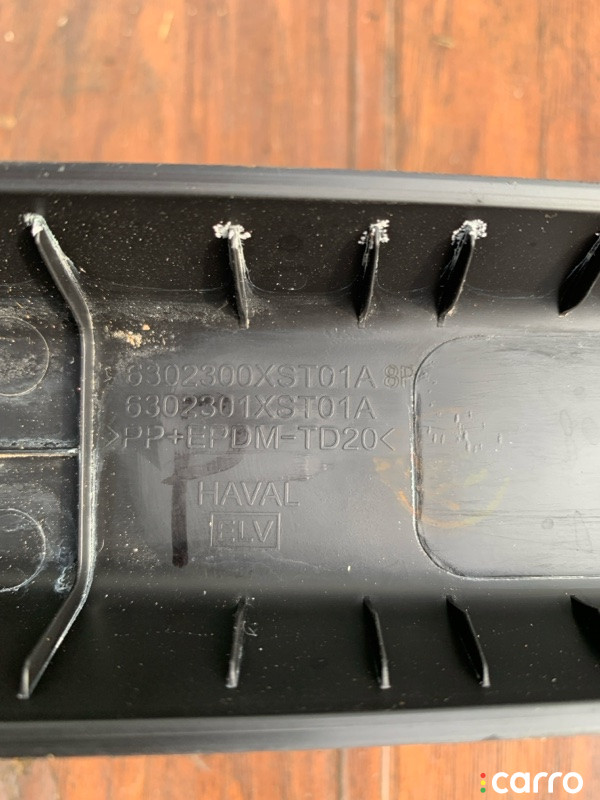 6302300XST01A 8P
6302301XST01A
>PP+EPDM-TD20<
HAVAL
ELV
carro